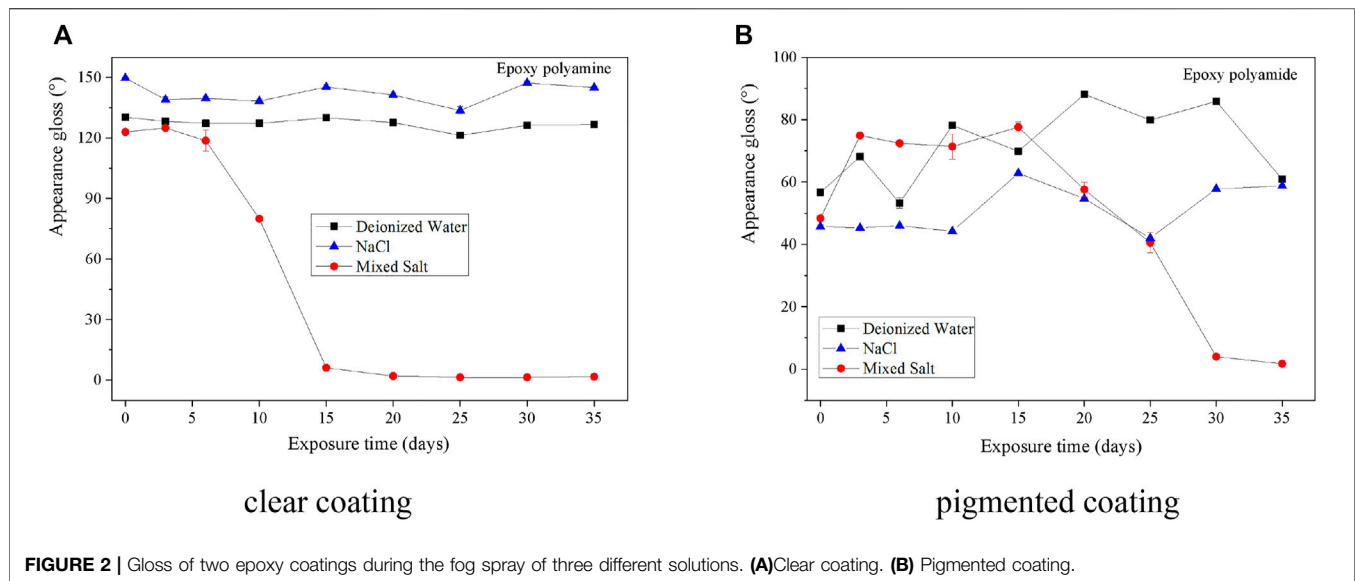 A
Epoxy polyamine
Appearance gloss (°)
150
120
90
60
30
0
Deionized Water
NaCl
Mixed Salt
0 5 10 15 20 25 30 35
Exposure time (days)
clear coating
B
Epoxy polyamide
Appearance gloss (°)
100
80
60
40
20
0
Deionized Water
NaCl
Mixed Salt
0 5 10 15 20 25 30 35
Exposure time (days)
pigmented coating
FIGURE 2 | Gloss of two epoxy coatings during the fog spray of three different solutions. (A)Clear coating. (B) Pigmented coating.